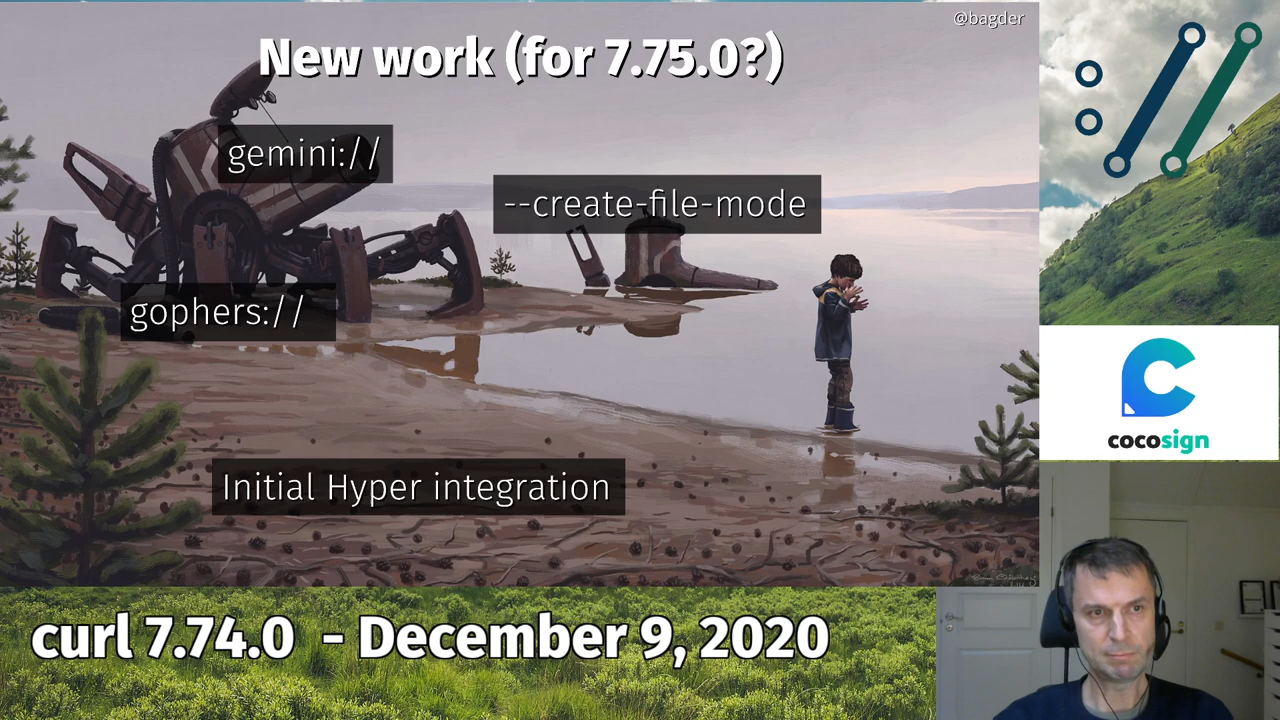 @bagder
New work (for 7.75.0?)
gemini://
--create-file-mode
gophers://
Initial Hyper integration
cocosign
curl 7.74.0 - December 9, 2020